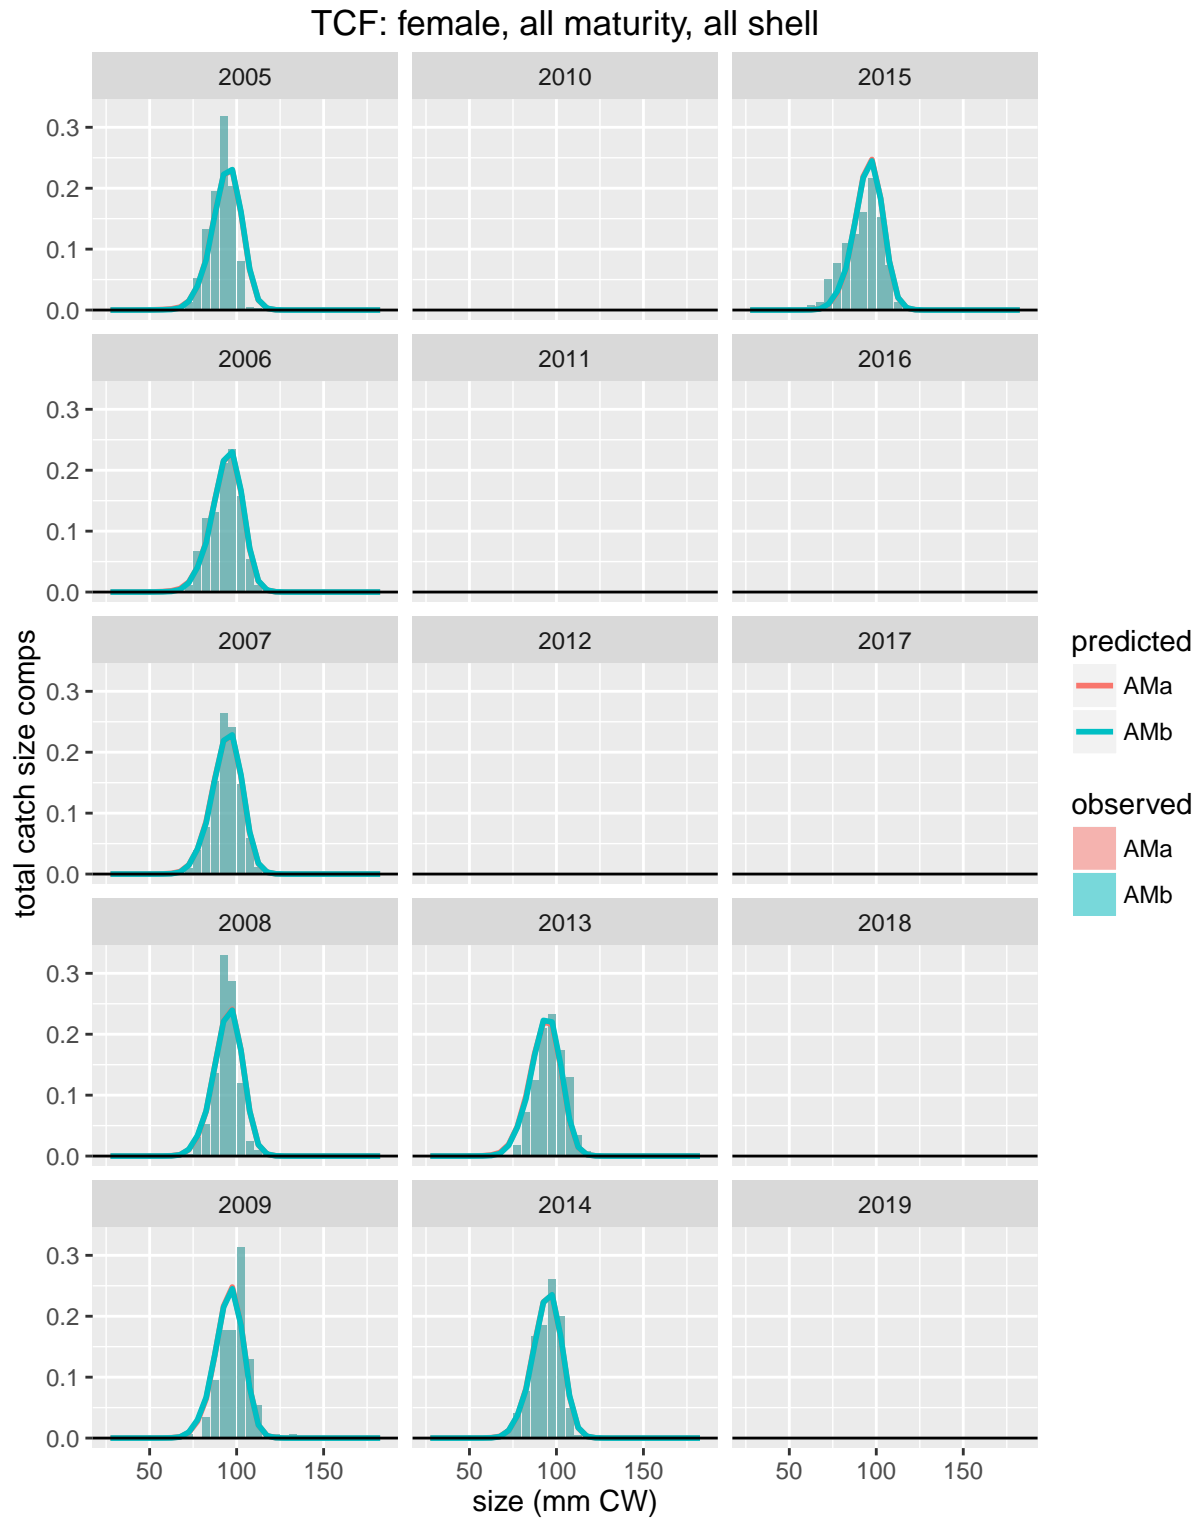 TCF: female, all maturity, all shell
2005 2010 2015
0.3
0.2
0.1
0.0
2006 2011 2016
0.3
0.2
0.1
0.0
2007 2012 2017
0.3
0.2
0.1
0.0
2008 2013 2018
0.3
0.2
0.1
0.0
2009 2014 2019
0.3
0.2
0.1
0.0
50 100 150 50 100 150 50 100 150
size (mm CW)
total catch size comps
predicted
AMa
AMb
observed
AMa
AMb